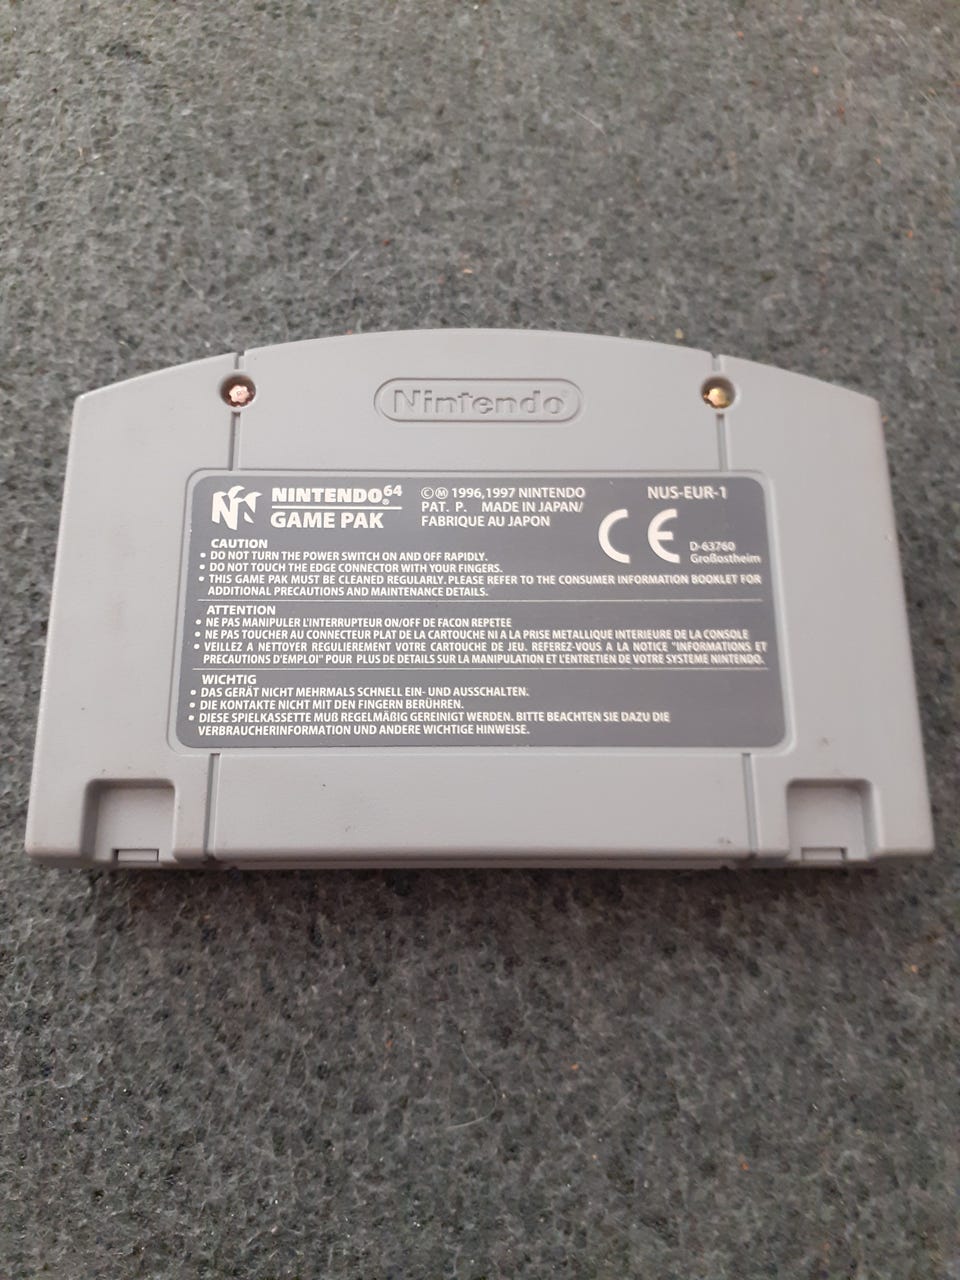 Nintendo
NINTENDO 64 ®
GAME PAK
©Ⓜ 1996,1997 NINTENDO
PAT. P. MADE IN JAPAN/
FABRIQUE AU JAPON
NUS-EUR-1
CE
D-63760
Großostheim
CAUTION
• DO NOT TURN THE POWER SWITCH ON AND OFF RAPIDLY.
• DO NOT TOUCH THE EDGE CONNECTOR WITH YOUR FINGERS.
• THIS GAME PAK MUST BE CLEANED REGULARLY. PLEASE REFER TO THE CONSUMER INFORMATION BOOKLET FOR
ADDITIONAL PRECAUTIONS AND MAINTENANCE DETAILS.
ATTENTION
• NE PAS MANIPULER L'INTERRUPTEUR ON/OFF DE FACON REPETEE
• NE PAS TOUCHER AU CONNECTEUR PLAT DE LA CARTOUCHE NI A LA PRISE METALLIQUE INTERIEURE DE LA CONSOLE
• VEILLEZ A NETTOYER REGULIEREMENT VOTRE CARTOUCHE DE JEU. REFEREZ-VOUS A LA NOTICE "INFORMATIONS ET
PRECAUTIONS D'EMPLOI" POUR PLUS DE DETAILS SUR LA MANIPULATION ET L'ENTRETIEN DE VOTRE SYSTEME NINTENDO.
WICHTIG
• DAS GERÄT NICHT MEHRMALS SCHNELL EIN- UND AUSSCHALTEN.
• DIE KONTAKTE NICHT MIT DEN FINGERN BERÜHREN.
• DIESE SPIELKASSETTE MUß REGELMÄßIG GEREINIGT WERDEN. BITTE BEACHTEN SIE DAZU DIE
VERBRAUCHERINFORMATION UND ANDERE WICHTIGE HINWEISE.